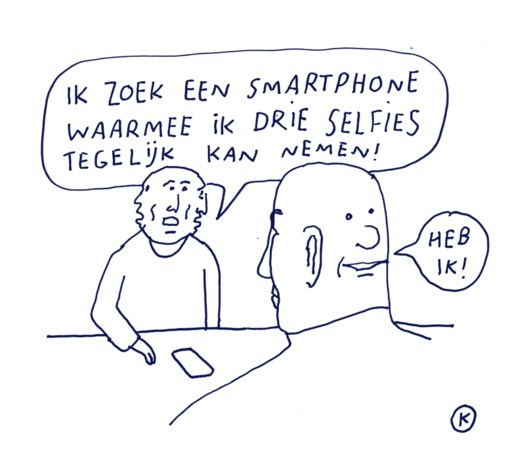 IK ZOEK EEN SMARTPHONE
WAARMEE IK DRIE SELFIES
TEGELIJK KAN NEMEN!
HEB
IK!
K